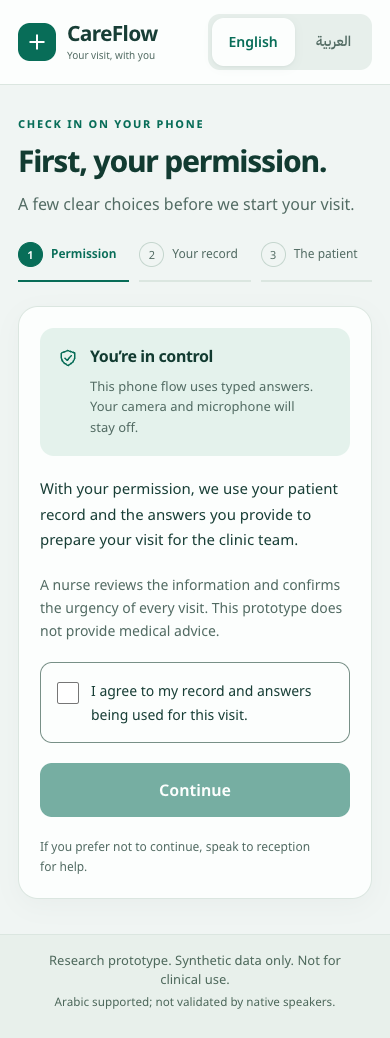 CareFlow
Your visit, with you
English
العربية
CHECK IN ON YOUR PHONE
First, your permission.
A few clear choices before we start your visit.
1 Permission
2 Your record
3 The patient
You’re in control
This phone flow uses typed answers.
Your camera and microphone will
stay off.
With your permission, we use your patient
record and the answers you provide to
prepare your visit for the clinic team.
A nurse reviews the information and confirms
the urgency of every visit. This prototype does
not provide medical advice.
I agree to my record and answers
being used for this visit.
Continue
If you prefer not to continue, speak to reception
for help.
Research prototype. Synthetic data only. Not for
clinical use.
Arabic supported; not validated by native speakers.